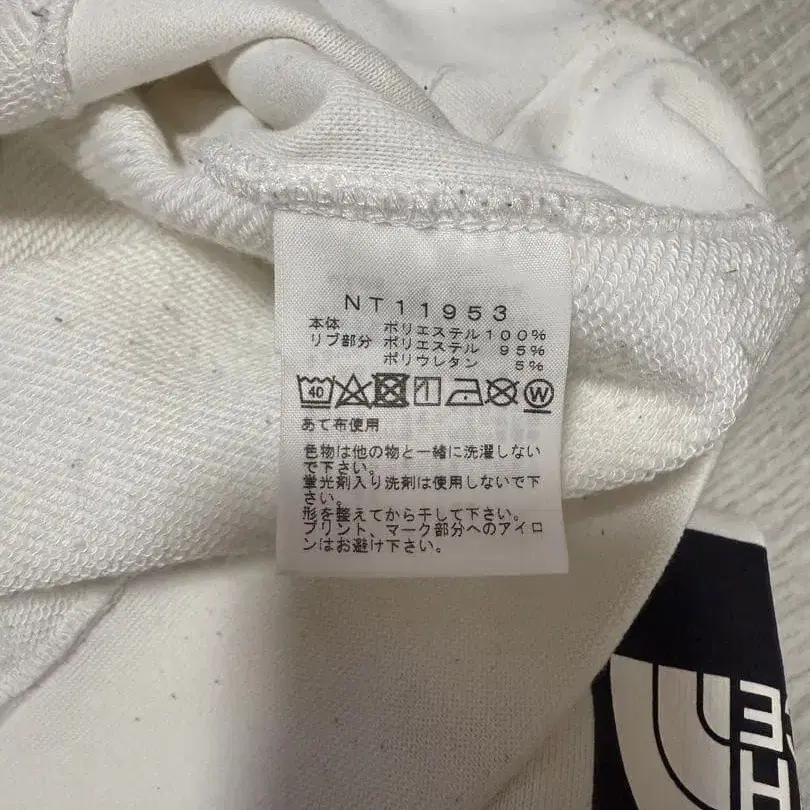 NT11953
本体 ポリエステル100%
リブ部分 ポリエステル 95%
ポリウレタン 5%
40 W
あて布使用
色物は他の物と一緒に洗濯しない
で下さい。
蛍光剤入り洗剤は使用しないで下
さい。
形を整えてから干して下さい。
プリント、マーク部分へのアイロ
ンはお避け下さい。